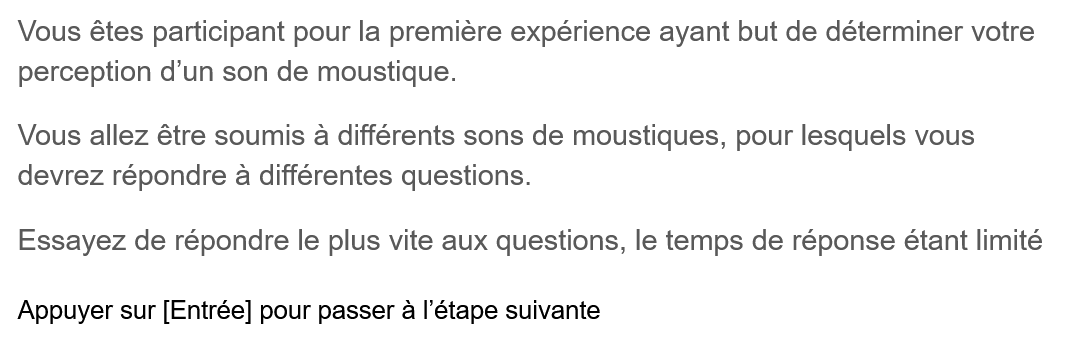 Vous êtes participant pour la première expérience ayant but de déterminer votre
perception d’un son de moustique.
Vous allez être soumis à différents sons de moustiques, pour lesquels vous
devrez répondre à différentes questions.
Essayez de répondre le plus vite aux questions, le temps de réponse étant limité
Appuyer sur [Entrée] pour passer à l’étape suivante